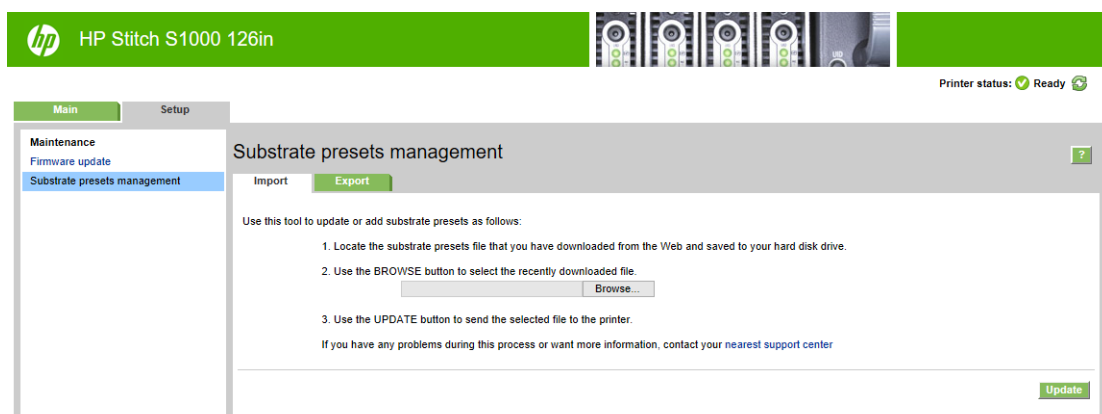 hp HP Stitch S1000 126in
UID
Printer status: Ready
Main Setup
Maintenance
Firmware update
Substrate presets management
Substrate presets management
?
Import Export
Use this tool to update or add substrate presets as follows:
1. Locate the substrate presets file that you have downloaded from the Web and saved to your hard disk drive.
2. Use the BROWSE button to select the recently downloaded file.
Browse...
3. Use the UPDATE button to send the selected file to the printer.
If you have any problems during this process or want more information, contact your nearest support center
Update